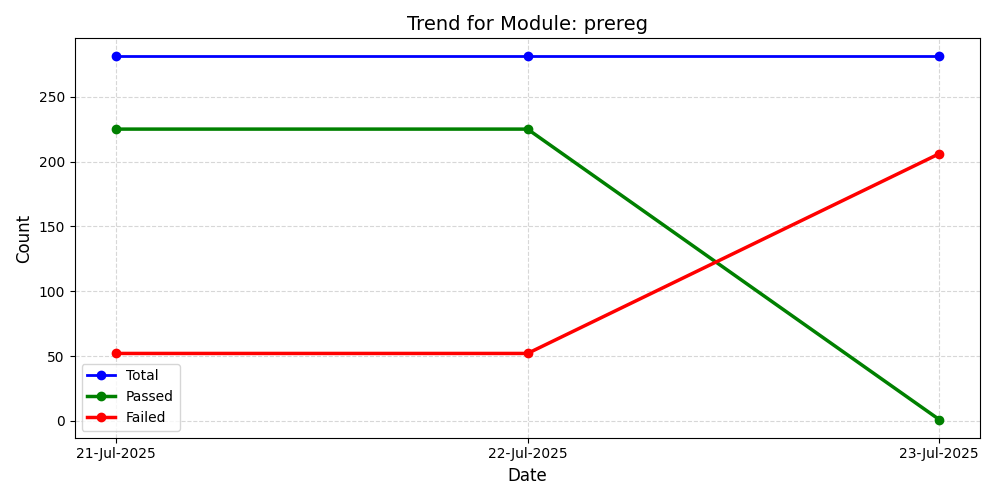 Trend for Module: prereg
Count
250
200
150
100
50
0
Total
Passed
Failed
21-Jul-2025
22-Jul-2025
23-Jul-2025
Date